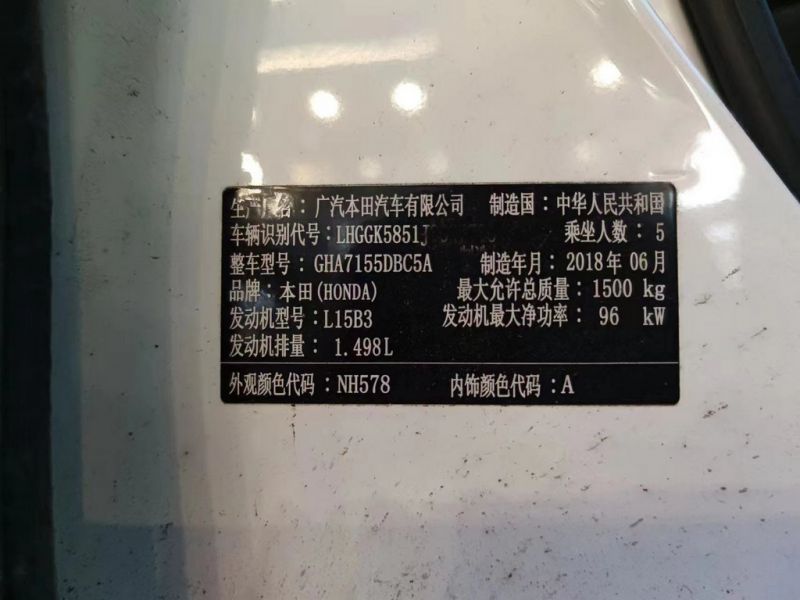 生产厂名：广汽本田汽车有限公司 制造国：中华人民共和国
车辆识别代号：LHGGK5851J 乘坐人数：5
整车型号：GHA7155DBC5A 制造年月：2018年06月
品牌：本田(HONDA) 最大允许总质量：1500 kg
发动机型号：L15B3 发动机最大净功率：96 kW
发动机排量：1.498L
外观颜色代码：NH578 内饰颜色代码：A